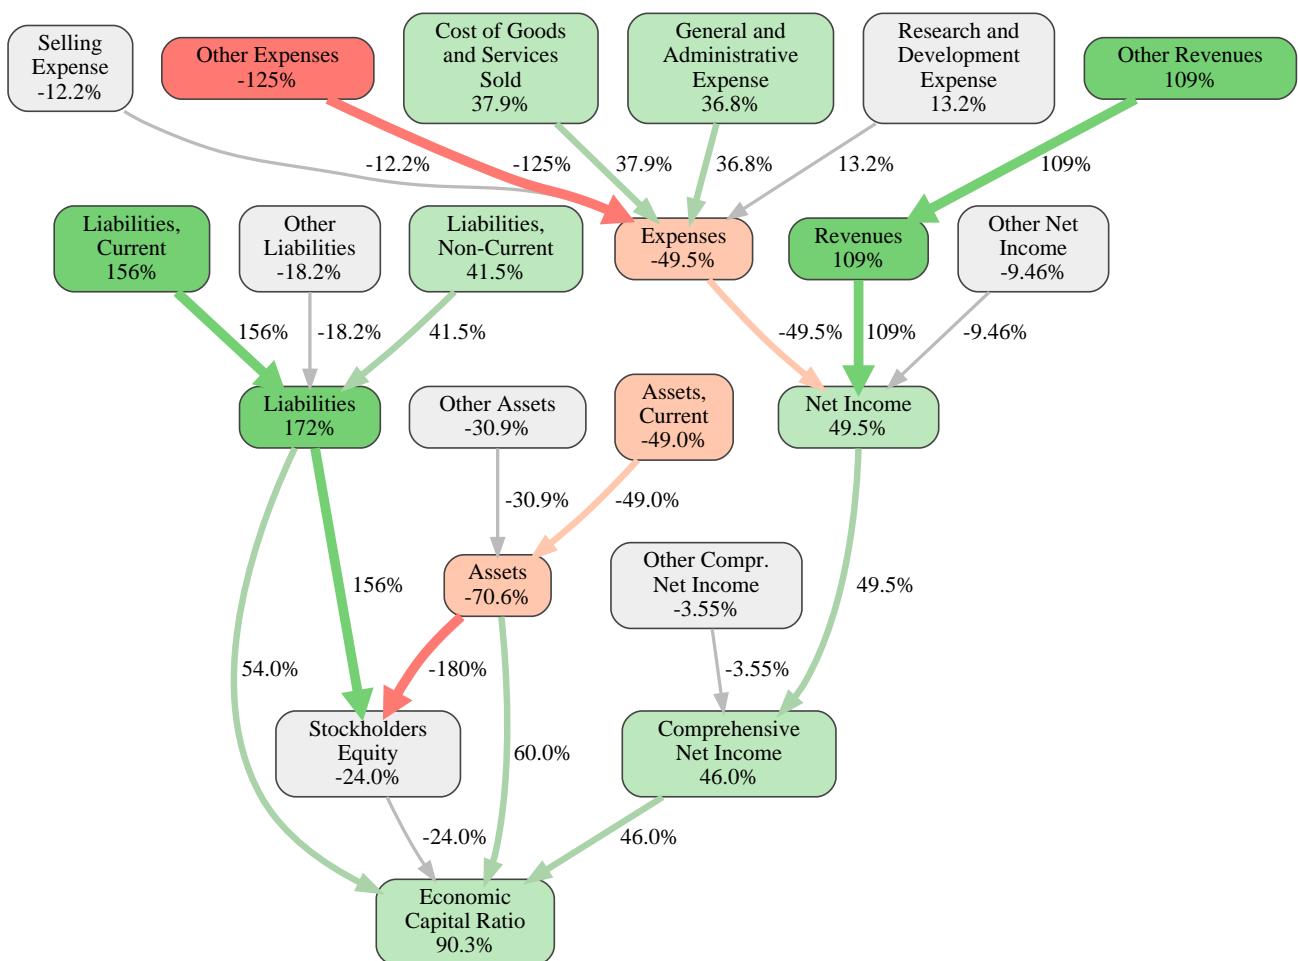 Selling
Expense
-12.2%
Other Expenses
-125%
Cost of Goods
and Services
Sold
37.9%
General and
Administrative
Expense
36.8%
Research and
Development
Expense
13.2%
Other Revenues
109%
-12.2%
-125%
37.9%
36.8%
13.2%
109%
Liabilities,
Current
156%
Other
Liabilities
-18.2%
Liabilities,
Non-Current
41.5%
Expenses
-49.5%
Revenues
109%
Other Net
Income
-9.46%
156%
-18.2%
41.5%
-49.5%
109%
-9.46%
Liabilities
172%
Other Assets
-30.9%
Assets,
Current
-49.0%
Net Income
49.5%
-30.9%
-49.0%
Assets
-70.6%
Other Compr.
Net Income
-3.55%
156%
49.5%
54.0%
-180%
-3.55%
Stockholders
Equity
-24.0%
60.0%
Comprehensive
Net Income
46.0%
-24.0%
46.0%
Economic
Capital Ratio
90.3%